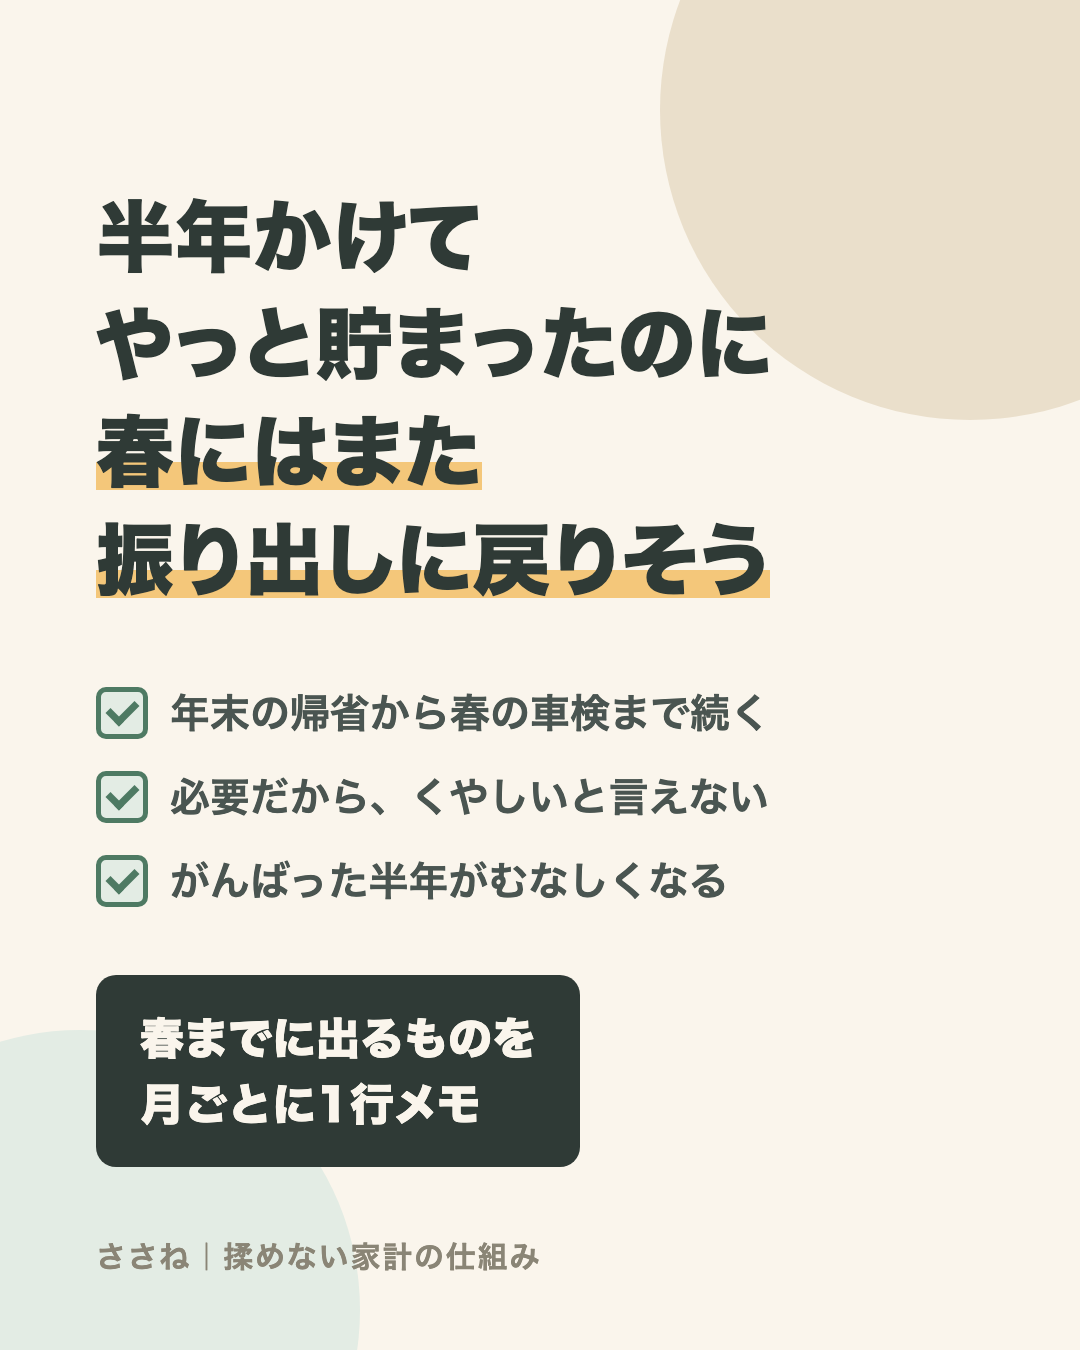 半年かけて
やっと貯まったのに
春にはまた
振り出しに戻りそう
年末の帰省から春の車検まで続く
必要だから、くやしいと言えない
がんばった半年がむなしくなる
春までに出るものを
月ごとに1行メモ
ささね｜揉めない家計の仕組み